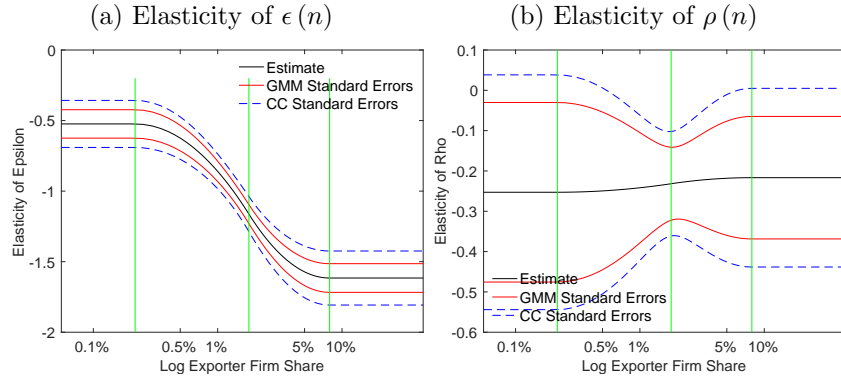 (a) Elasticity of ϵ (n)
0
-0.5
-1
-1.5
-2
Elasticity of Epsilon
Estimate
GMM Standard Errors
CC Standard Errors
0.1%
0.5%
1%
5%
10%
Log Exporter Firm Share
(b) Elasticity of ρ (n)
0.1
0
-0.1
-0.2
-0.3
-0.4
-0.5
-0.6
Elasticity of Rho
Estimate
GMM Standard Errors
CC Standard Errors
0.1%
0.5%
1%
5%
10%
Log Exporter Firm Share